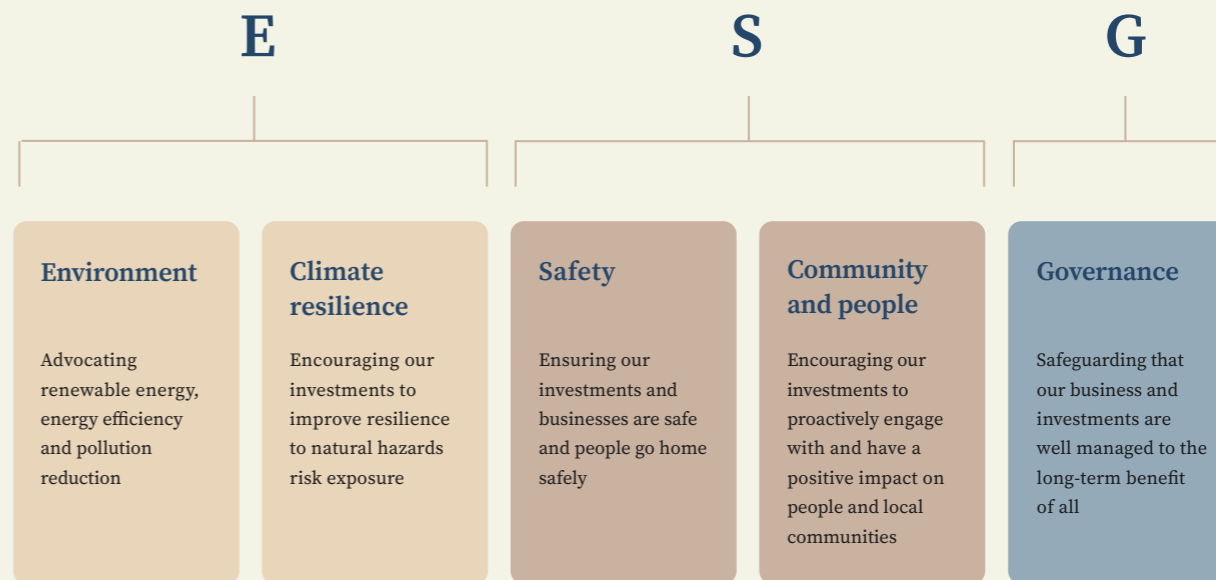 E
S
G
Environment
Advocating
renewable energy,
energy efficiency
and pollution
reduction
Climate
resilience
Encouraging our
investments to
improve resilience
to natural hazards
risk exposure
Safety
Ensuring our
investments and
businesses are safe
and people go home
safely
Community
and people
Encouraging our
investments to
proactively engage
with and have a
positive impact on
people and local
communities
Governance
Safeguarding that
our business and
investments are
well managed to the
long-term benefit
of all